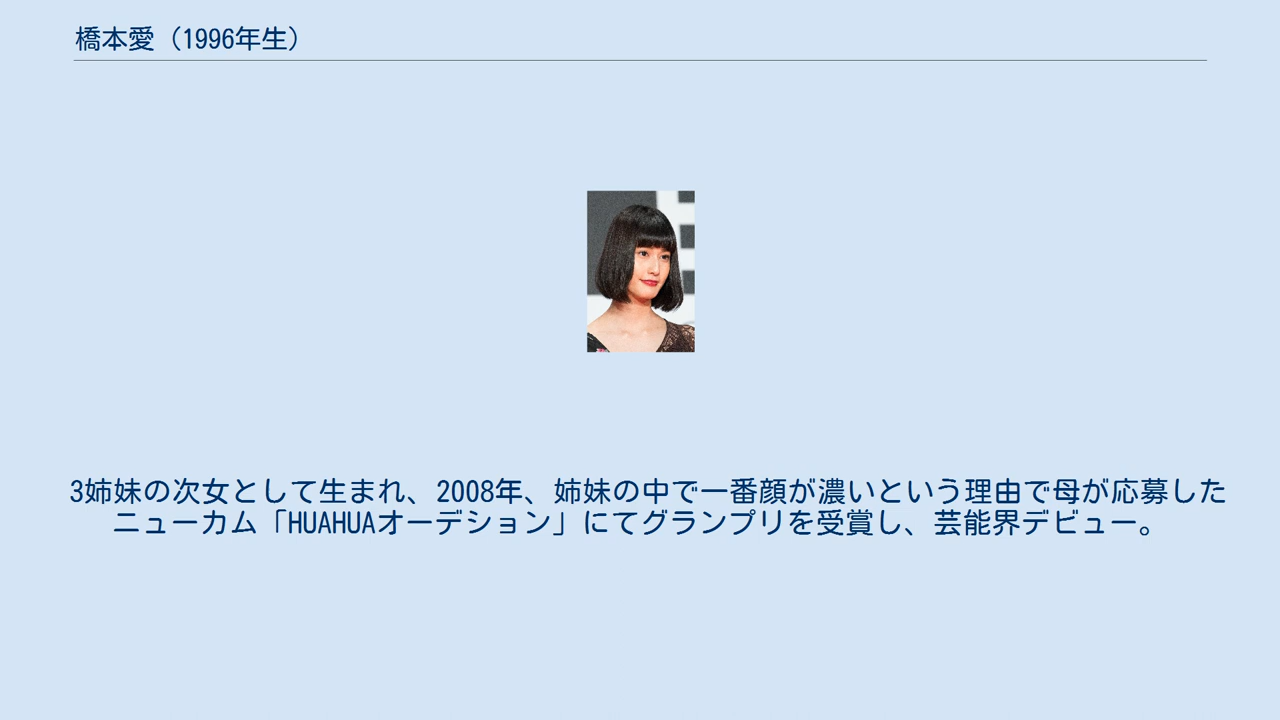 橋本愛（1996年生）
3姉妹の次女として生まれ、2008年、姉妹の中で一番顔が濃いという理由で母が応募した
ニューカム「HUAHUAオーデション」にてグランプリを受賞し、芸能界デビュー。